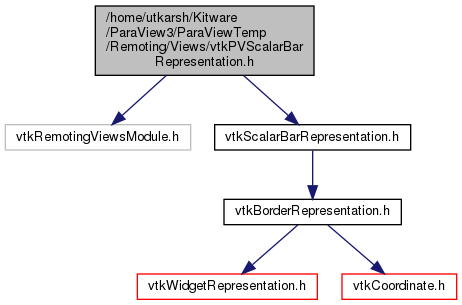 /home/utkarsh/Kitware
/ParaView3/ParaViewTemp
/Remoting/Views/vtkPVScalarBar
Representation.h
vtkRemotingViewsModule.h
vtkScalarBarRepresentation.h
vtkBorderRepresentation.h
vtkWidgetRepresentation.h
vtkCoordinate.h